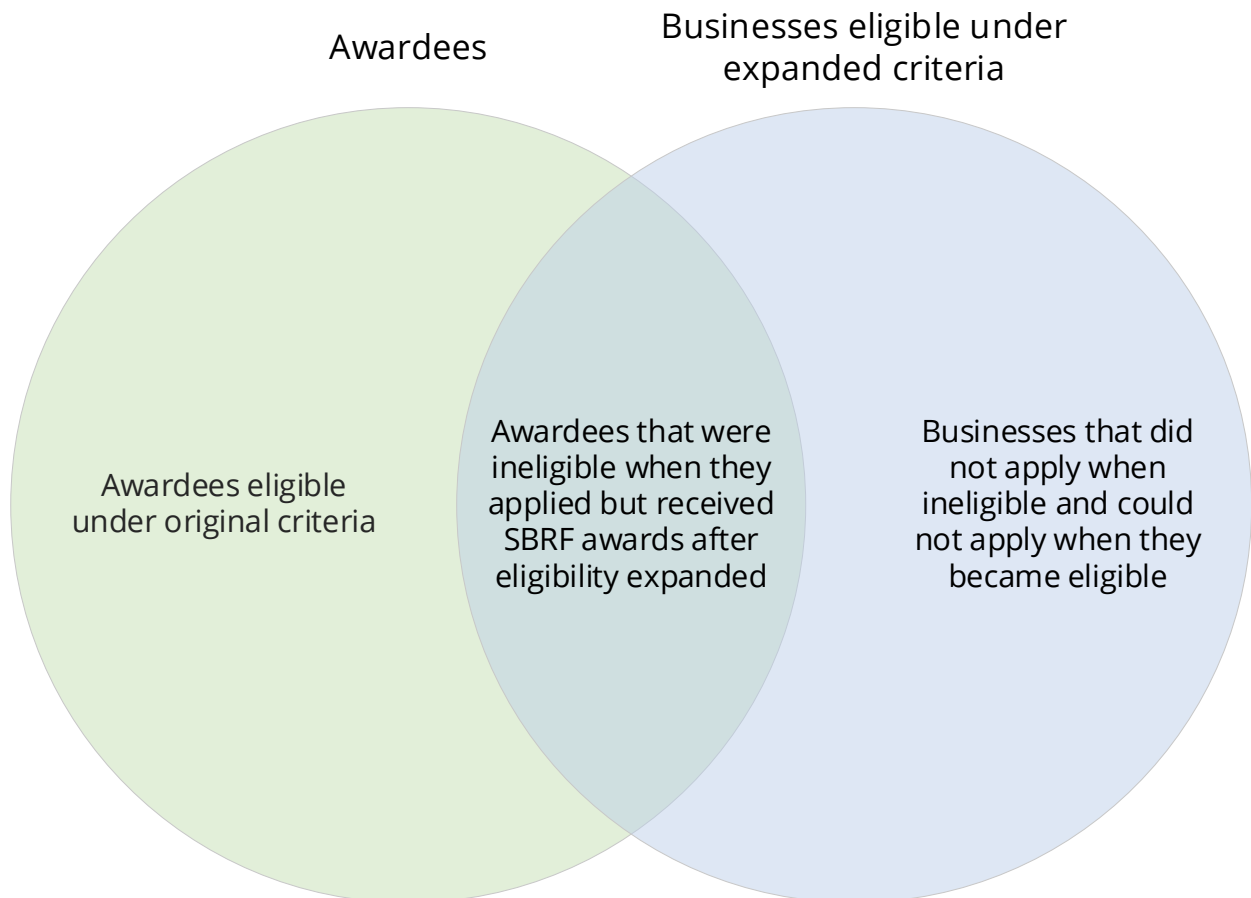 Awardees
Businesses eligible under
expanded criteria
Awardees eligible
under original criteria
Awardees that were
ineligible when they
applied but received
SBRF awards after
eligibility expanded
Businesses that did
not apply when
ineligible and could
not apply when they
became eligible